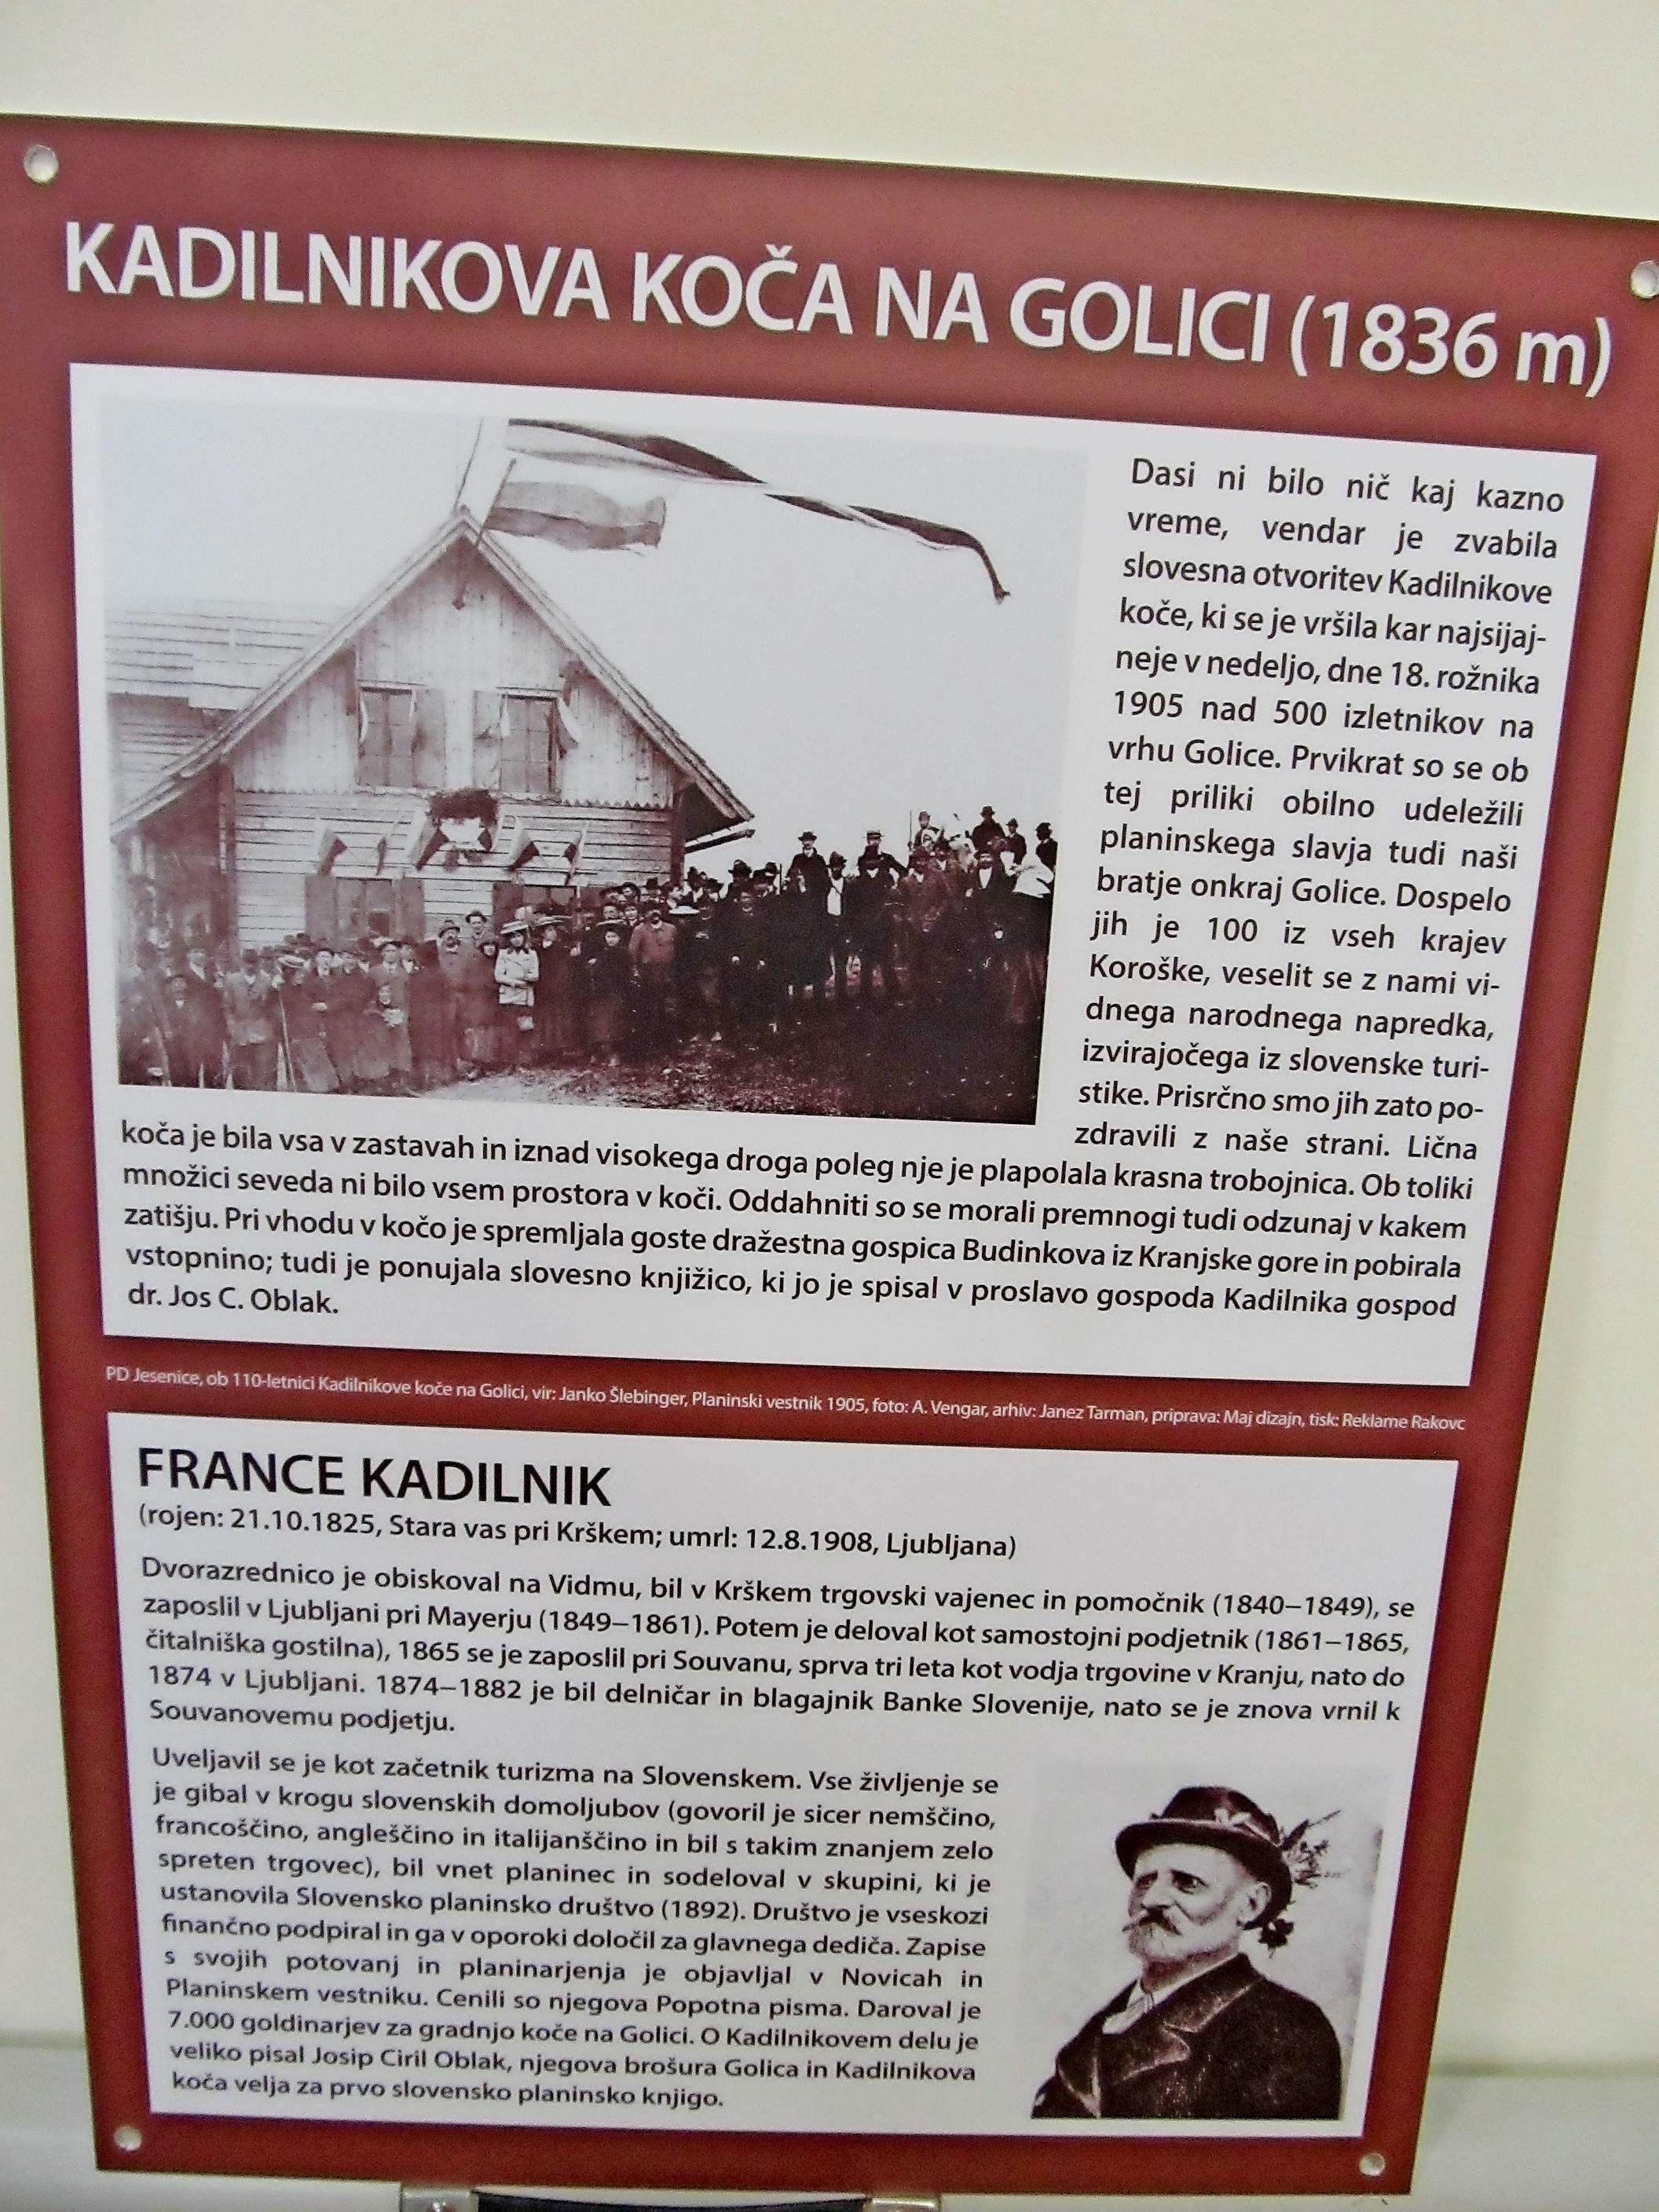 KADILNIKOVA KOČA NA GOLICI (1836 m)
Dasi ni bilo nič kaj kazno
vreme, vendar je zvabila
slovesna otvoritev Kadilnikove
koče, ki se je vršila kar najsijaj-
neje v nedeljo, dne 18. rožnika
1905 nad 500 izletnikov na
vrhu Golice. Prvikrat so se ob
tej priliki obilno udeležili
planinskega slavja tudi naši
bratje onkraj Golice. Dospelo
jih je 100 iz vseh krajev
Koroške, veselit se z nami vi-
dnega narodnega napredka,
izvirajočega iz slovenske turi-
stike. Prisrčno smo jih zato po-
zdravili z naše strani. Lična
koča je bila vsa v zastavah in iznad visokega droga poleg nje je plapolala krasna trobojnica. Ob toliki
množici seveda ni bilo vsem prostora v koči. Oddahniti so se morali premnogi tudi odzunaj v kakem
zatišju. Pri vhodu v kočo je spremljala goste dražestna gospica Budinkova iz Kranjske gore in pobirala
vstopnino; tudi je ponujala slovesno knjižico, ki jo je spisal v proslavo gospoda Kadilnika gospod
dr. Jos C. Oblak.
PD Jesenice, ob 110-letnici Kadilnikove koče na Golici, vir: Janko Šlebinger, Planinski vestnik 1905, foto: A. Vengar, arhiv: Janez Tarman, priprava: Maj dizajn, tisk: Reklame Rakovc
FRANCE KADILNIK
(rojen: 21.10.1825, Stara vas pri Krškem; umrl: 12.8.1908, Ljubljana)
Dvorazrednico je obiskoval na Vidmu, bil v Krškem trgovski vajenec in pomočnik (1840–1849), se
zaposlil v Ljubljani pri Mayerju (1849–1861). Potem je deloval kot samostojni podjetnik (1861–1865,
čitalniška gostilna), 1865 se je zaposlil pri Souvanu, sprva tri leta kot vodja trgovine v Kranju, nato do
1874 v Ljubljani. 1874–1882 je bil delničar in blagajnik Banke Slovenije, nato se je znova vrnil k
Souvanovemu podjetju.
Uveljavil se je kot začetnik turizma na Slovenskem. Vse življenje se
je gibal v krogu slovenskih domoljubov (govoril je sicer nemščino,
francoščino, angleščino in italijanščino in bil s takim znanjem zelo
spreten trgovec), bil vnet planinec in sodeloval v skupini, ki je
ustanovila Slovensko planinsko društvo (1892). Društvo je vseskozi
finančno podpiral in ga v oporoki določil za glavnega dediča. Zapise
s svojih potovanj in planinarjenja je objavljal v Novicah in
Planinskem vestniku. Cenili so njegova Popotna pisma. Daroval je
7.000 goldinarjev za gradnjo koče na Golici. O Kadilnikovem delu je
veliko pisal Josip Ciril Oblak, njegova brošura Golica in Kadilnikova
koča velja za prvo slovensko planinsko knjigo.